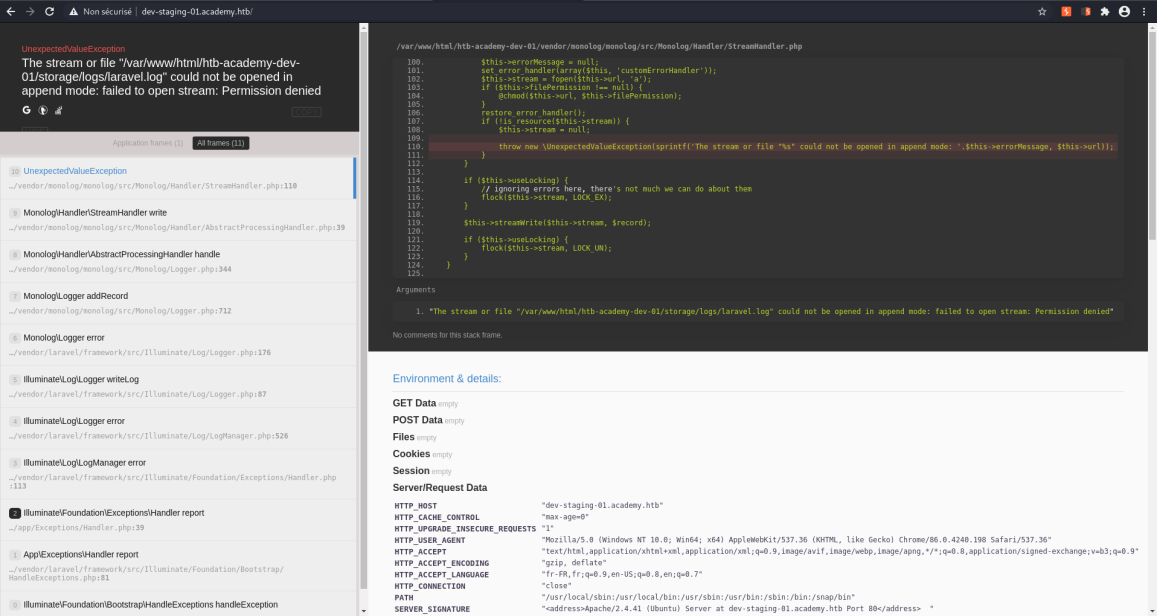 Non sécurisé
dev-staging-01.academy.htb/
UnexpectedValueException
The stream or file "/var/www/html/htb-academy-dev-
01/storage/logs/laravel.log" could not be opened in
append mode: failed to open stream: Permission denied
COPY
Application frames (1)
All frames (11)
10 UnexpectedValueException
…/vendor/monolog/monolog/src/Monolog/Handler/StreamHandler.php:110
9 Monolog\Handler\StreamHandler write
…/vendor/monolog/monolog/src/Monolog/Handler/AbstractProcessingHandler.php:39
8 Monolog\Handler\AbstractProcessingHandler handle
…/vendor/monolog/monolog/src/Monolog/Logger.php:344
7 Monolog\Logger addRecord
…/vendor/monolog/monolog/src/Monolog/Logger.php:712
6 Monolog\Logger error
…/vendor/laravel/framework/src/Illuminate/Log/Logger.php:176
5 Illuminate\Log\Logger writeLog
…/vendor/laravel/framework/src/Illuminate/Log/Logger.php:87
4 Illuminate\Log\Logger error
…/vendor/laravel/framework/src/Illuminate/Log/LogManager.php:526
3 Illuminate\Log\LogManager error
…/vendor/laravel/framework/src/Illuminate/Foundation/Exceptions/Handler.php
:113
2 Illuminate\Foundation\Exceptions\Handler report
…/app/Exceptions/Handler.php:39
1 App\Exceptions\Handler report
…/vendor/laravel/framework/src/Illuminate/Foundation/Bootstrap/
HandleExceptions.php:81
0 Illuminate\Foundation\Bootstrap\HandleExceptions handleException
/var/www/html/htb-academy-dev-01/vendor/monolog/monolog/src/Monolog/Handler/StreamHandler.php
100. $this->errorMessage = null;
101. set_error_handler(array($this, 'customErrorHandler'));
102. $this->stream = fopen($this->url, 'a');
103. if ($this->filePermission !== null) {
104. @chmod($this->url, $this->filePermission);
105. }
106. restore_error_handler();
107. if (!is_resource($this->stream)) {
108. $this->stream = null;
109.
110. throw new \UnexpectedValueException(sprintf('The stream or file "%s" could not be opened in append mode: '.$this->errorMessage, $this->url));
111. }
112. }
113.
114. if ($this->useLocking) {
115. // ignoring errors here, there's not much we can do about them
116. flock($this->stream, LOCK_EX);
117. }
118.
119. $this->streamWrite($this->stream, $record);
120.
121. if ($this->useLocking) {
122. flock($this->stream, LOCK_UN);
123. }
124. }
125.
Arguments
1. "The stream or file "/var/www/html/htb-academy-dev-01/storage/logs/laravel.log" could not be opened in append mode: failed to open stream: Permission denied"
No comments for this stack frame.
Environment & details:
GET Data empty
POST Data empty
Files empty
Cookies empty
Session empty
Server/Request Data
HTTP_HOST "dev-staging-01.academy.htb"
HTTP_CACHE_CONTROL "max-age=0"
HTTP_UPGRADE_INSECURE_REQUESTS "1"
HTTP_USER_AGENT "Mozilla/5.0 (Windows NT 10.0; Win64; x64) AppleWebKit/537.36 (KHTML, like Gecko) Chrome/86.0.4240.198 Safari/537.36"
HTTP_ACCEPT "text/html,application/xhtml+xml,application/xml;q=0.9,image/avif,image/webp,image/apng,*/*;q=0.8,application/signed-exchange;v=b3;q=0.9"
HTTP_ACCEPT_ENCODING "gzip, deflate"
HTTP_ACCEPT_LANGUAGE "fr-FR,fr;q=0.9,en-US;q=0.8,en;q=0.7"
HTTP_CONNECTION "close"
PATH "/usr/local/sbin:/usr/local/bin:/usr/sbin:/usr/bin:/sbin:/bin:/snap/bin"
SERVER_SIGNATURE "<address>Apache/2.4.41 (Ubuntu) Server at dev-staging-01.academy.htb Port 80</address> "